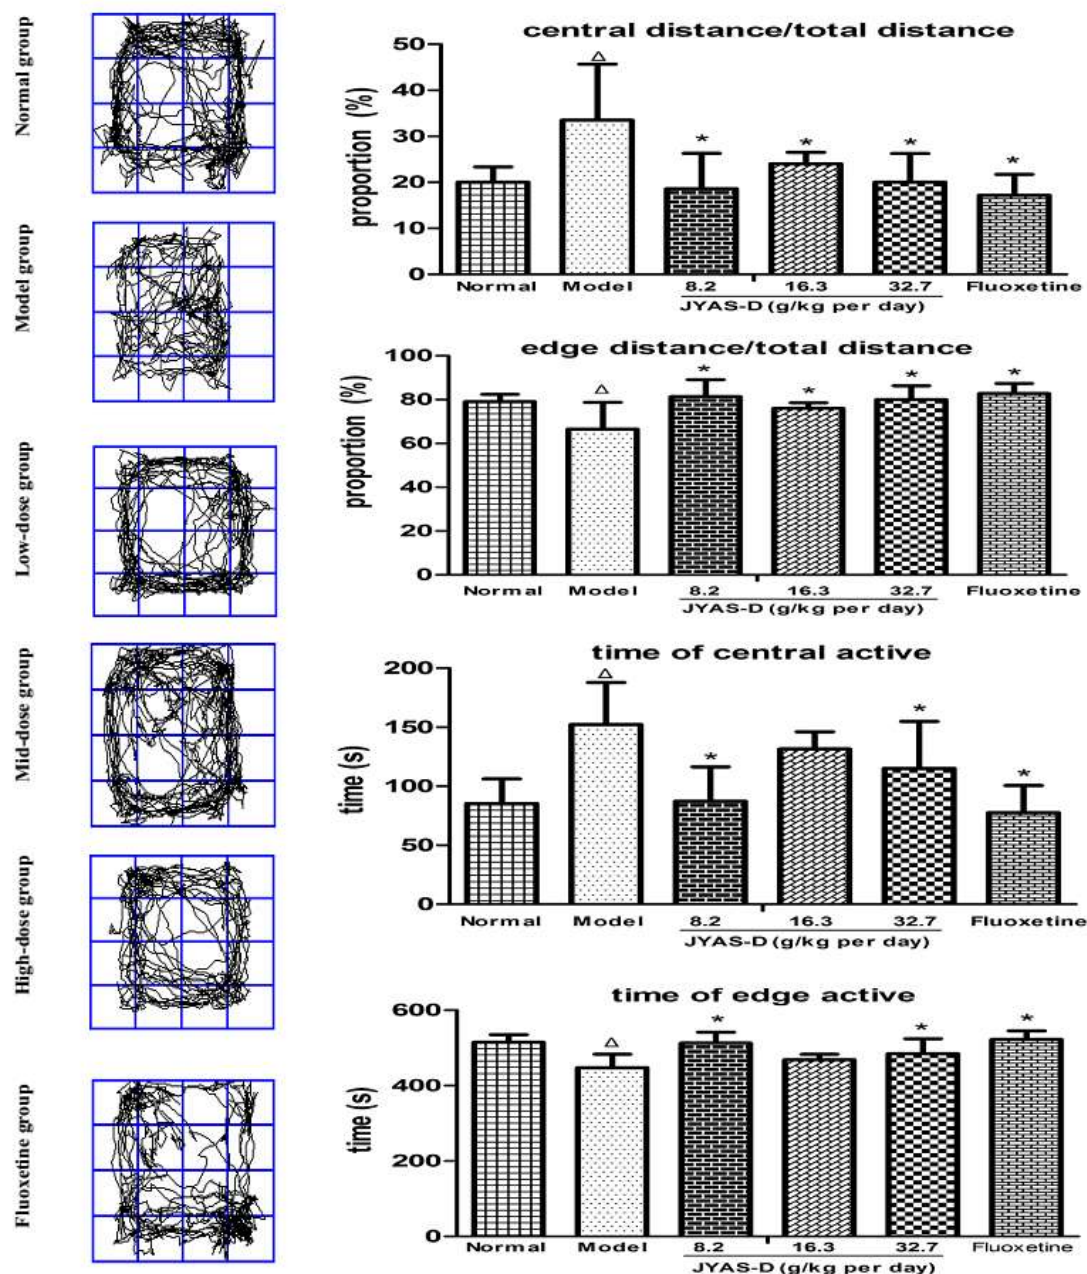 Normal group
Model group
Low-dose group
Mid-dose group
High-dose group
Fluoxetine group
central distance/total distance
proportion (%)
50
40
30
20
10
0
△
*
*
*
*
Normal Model 8.2 16.3 32.7 Fluoxetine
JYAS-D (g/kg per day)
edge distance/total distance
proportion (%)
100
80
60
40
20
0
△
*
*
*
*
Normal Model 8.2 16.3 32.7 Fluoxetine
JYAS-D (g/kg per day)
time of central active
time (s)
200
150
100
50
0
△
*
*
*
Normal Model 8.2 16.3 32.7 Fluoxetine
JYAS-D (g/kg per day)
time of edge active
time (s)
600
400
200
0
△
*
*
*
Normal Model 8.2 16.3 32.7 Fluoxetine
JYAS-D (g/kg per day)